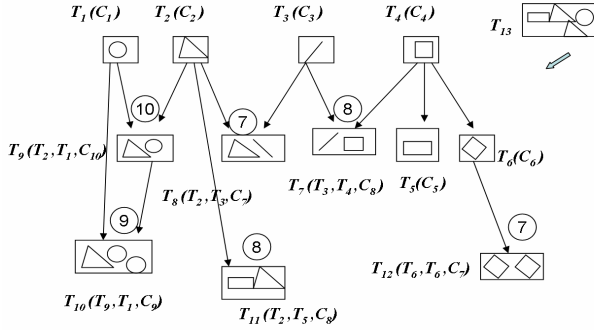 T1(C1) T2(C2) T3(C3) T4(C4) T13
10 7 8
T9(T2,T1,C10) T6(C6)
T8(T2,T3,C7) T7(T3,T4,C8) T5(C5)
9 8 7
T10(T9,T1,C9) T12(T6,T6,C7)
T11(T2,T5,C8)